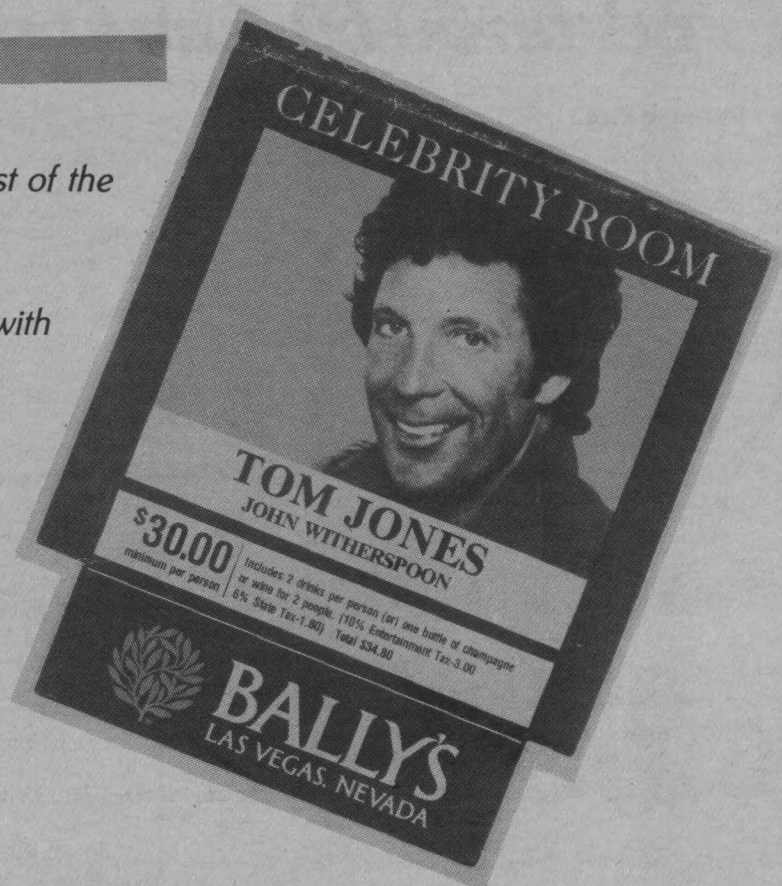 st of the
with
CELEBRITY ROOM
TOM JONES
JOHN WITHERSPOON
$30.00
minimum per person
Includes 2 drinks per person (or) one bottle of champagne
or wine for 2 people. (10% Entertainment Tax-3.00
6% State Tax-1.80) Total $34.80
BALLY'S
LAS VEGAS, NEVADA